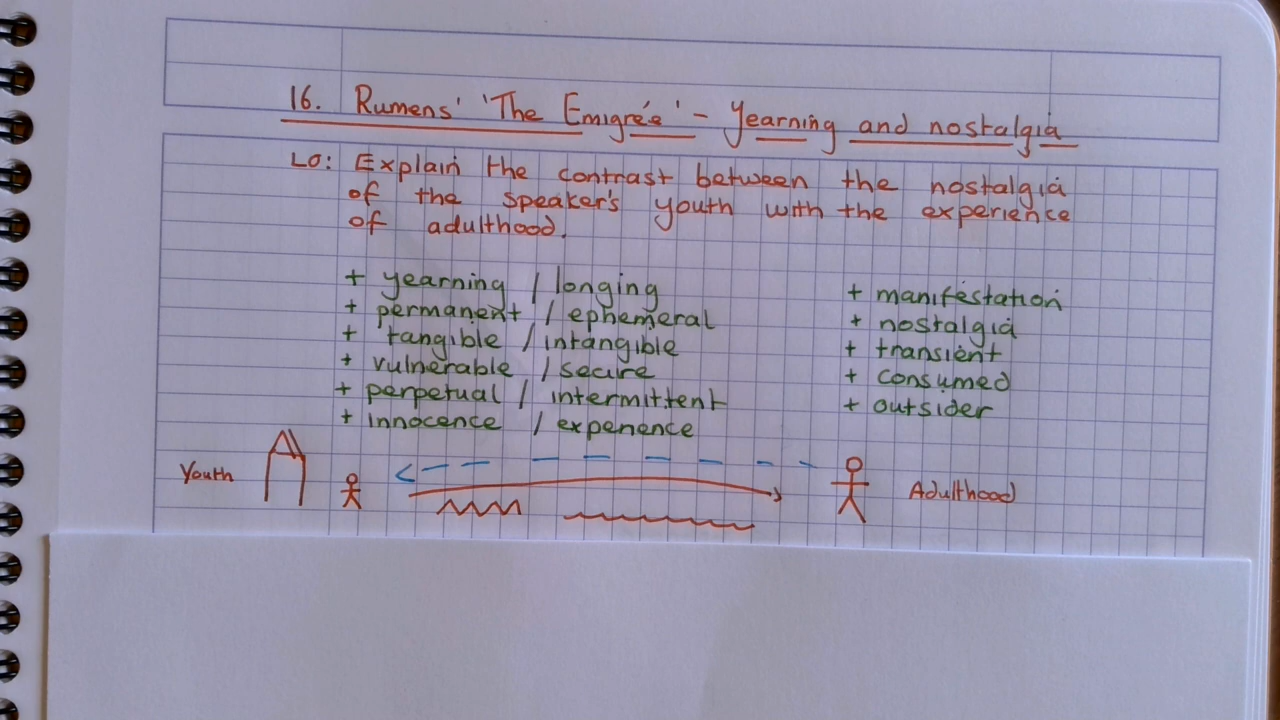 16. Rumens' 'The Emigrée' - Yearning and nostalgia
LO: Explain the contrast between the nostalgia
of the speaker's youth with the experience
of adulthood.
+ yearning / longing
+ permanent / ephemeral
+ tangible / intangible
+ vulnerable / secure
+ perpetual / intermittent
+ innocence / experience
+ manifestation
+ nostalgia
+ transient
+ consumed
+ outsider
Youth
Adulthood